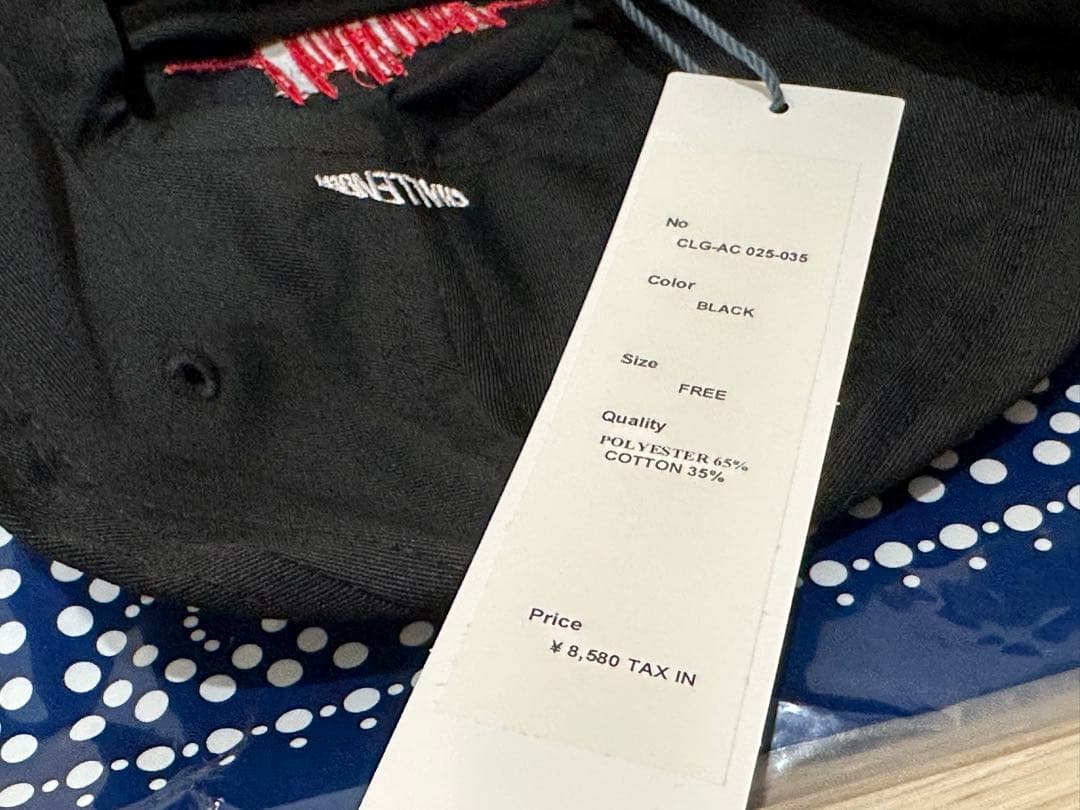 No
CLG-AC 025-035
Color
BLACK
Size
FREE
Quality
POLYESTER 65%
COTTON 35%
Price
¥ 8,580 TAX IN